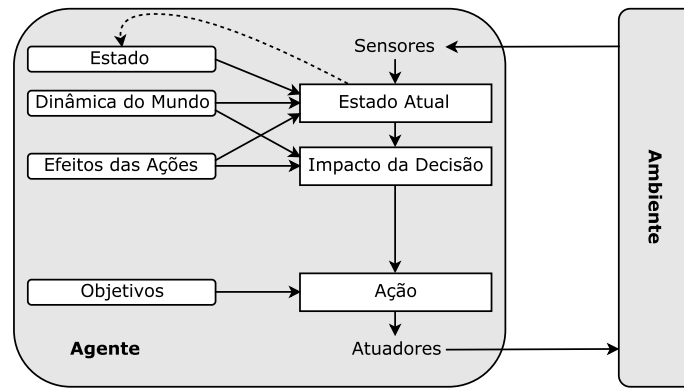 Sensores
Estado
Dinâmica do Mundo
Estado Atual
Efeitos das Ações
Impacto da Decisão
Objetivos
Ação
Agente
Atuadores
Ambiente